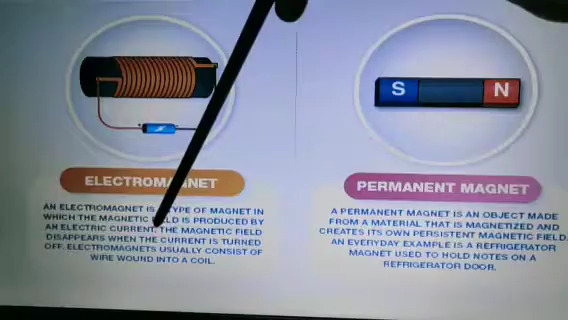 S N
ELECTROM NET
AN ELECTROMAGNET IS TYPE OF MAGNET IN
WHICH THE MAGNETIC LD IS PRODUCED BY
AN ELECTRIC CURRENT. THE MAGNETIC FIELD
DISAPPEARS WHEN THE CURRENT IS TURNED
OFF. ELECTROMAGNETS USUALLY CONSIST OF
WIRE WOUND INTO A COIL.
PERMANENT MAGNET
A PERMANENT MAGNET IS AN OBJECT MADE
FROM A MATERIAL THAT IS MAGNETIZED AND
CREATES ITS OWN PERSISTENT MAGNETIC FIELD.
AN EVERYDAY EXAMPLE IS A REFRIGERATOR
MAGNET USED TO HOLD NOTES ON A
REFRIGERATOR DOOR.